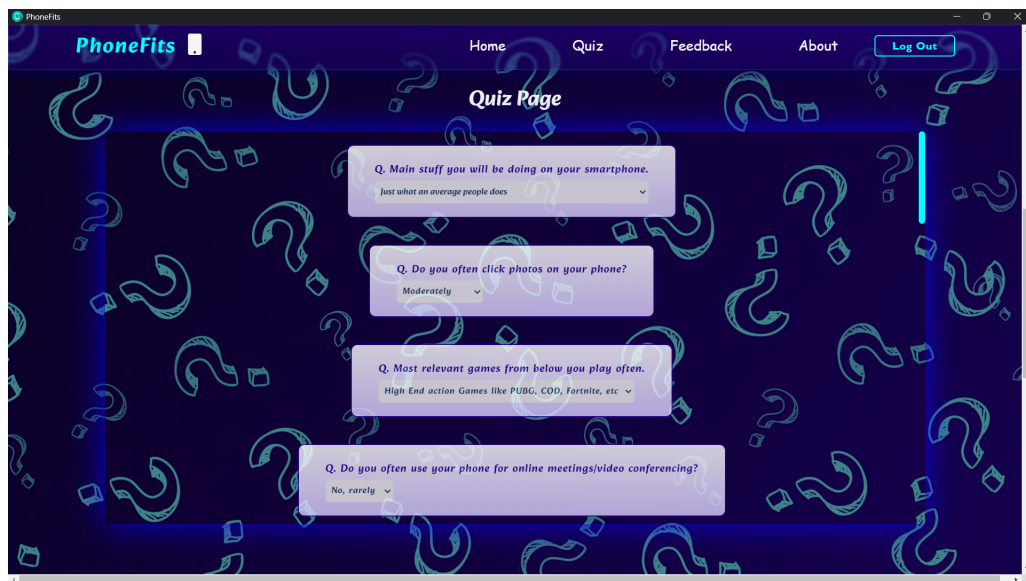 PhoneFits
PhoneFits
Home
Quiz
Feedback
About
Log Out
Quiz Page
Q. Main stuff you will be doing on your smartphone.
Just what an average people does
Q. Do you often click photos on your phone?
Moderately
Q. Most relevant games from below you play often.
High End action Games like PUBG, COD, Fortnite, etc
Q. Do you often use your phone for online meetings/video conferencing?
No, rarely